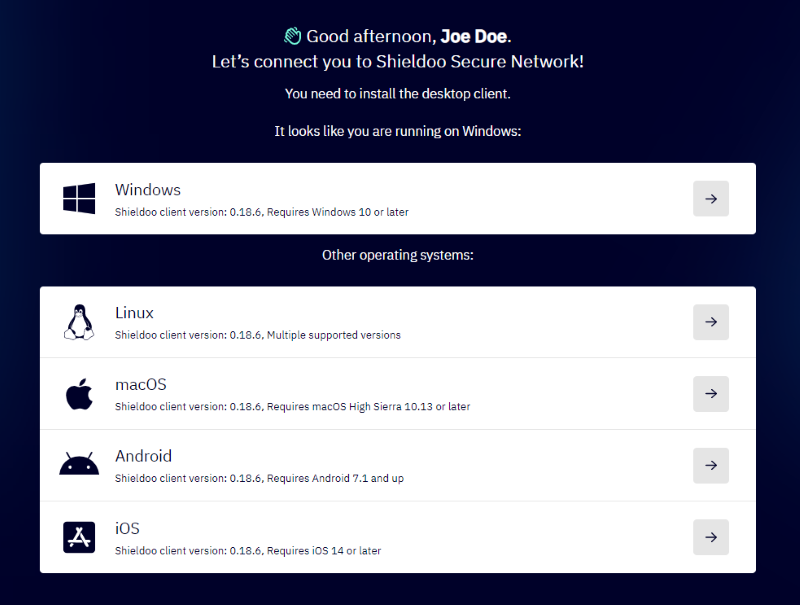 Good afternoon, Joe Doe.
Let's connect you to Shieldoo Secure Network!
You need to install the desktop client.
It looks like you are running on Windows:
Windows
Shieldoo client version: 0.18.6, Requires Windows 10 or later
Other operating systems:
Linux
Shieldoo client version: 0.18.6, Multiple supported versions
macOS
Shieldoo client version: 0.18.6, Requires macOS High Sierra 10.13 or later
Android
Shieldoo client version: 0.18.6, Requires Android 7.1 and up
iOS
Shieldoo client version: 0.18.6, Requires iOS 14 or later